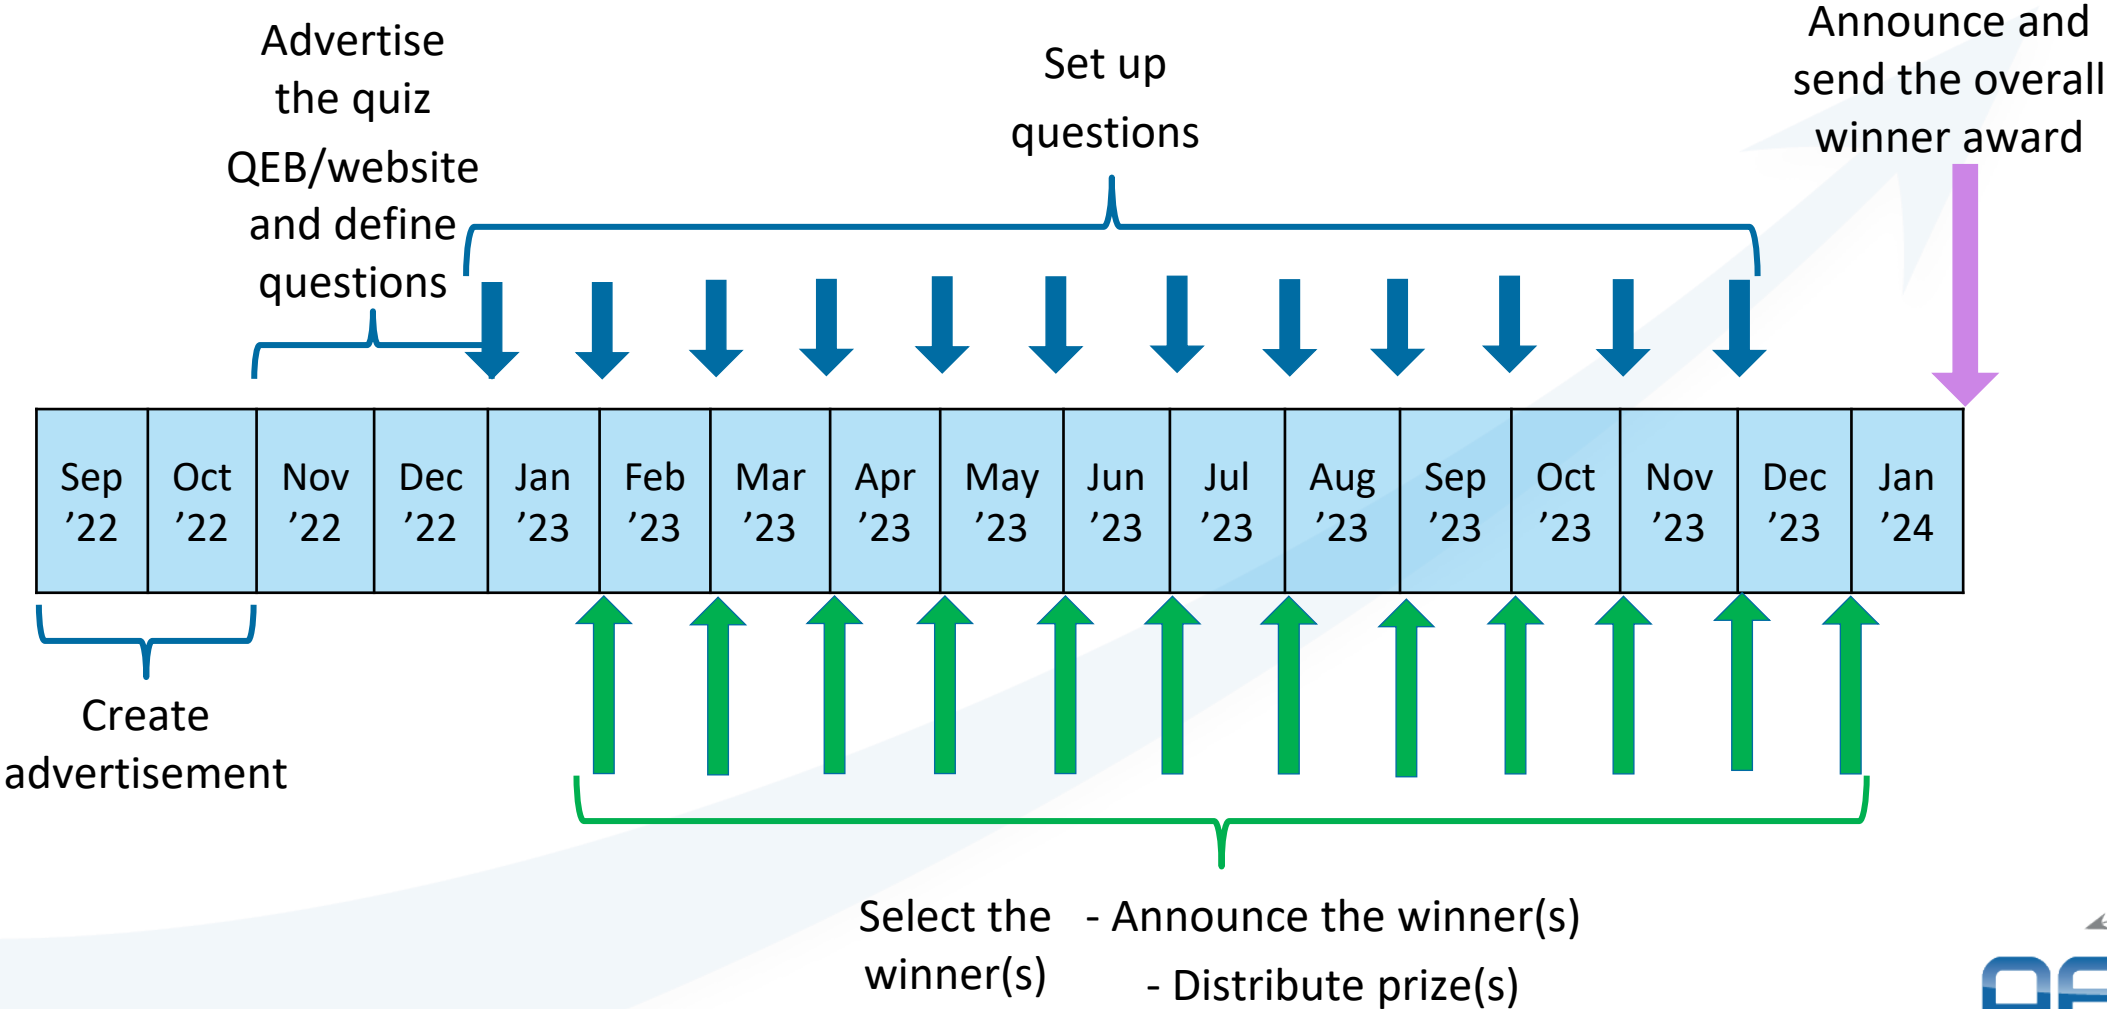 Advertise
the quiz
QEB/website
and define
questions
Set up
questions
Announce and
send the overall
winner award
Sep Oct Nov Dec Jan Feb Mar Apr May Jun Jul Aug Sep Oct Nov Dec Jan
’22 ’22 ’22 ’22 ’23 ’23 ’23 ’23 ’23 ’23 ’23 ’23 ’23 ’23 ’23 ’23 ’24
Create
advertisement
Select the - Announce the winner(s)
winner(s) - Distribute prize(s)